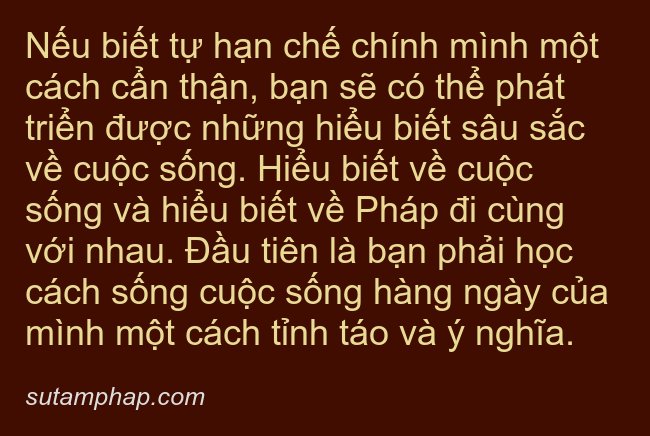 Nếu biết tự hạn chế chính mình một
cách cẩn thận, bạn sẽ có thể phát
triển được những hiểu biết sâu sắc
về cuộc sống. Hiểu biết về cuộc
sống và hiểu biết về Pháp đi cùng
với nhau. Đầu tiên là bạn phải học
cách sống cuộc sống hàng ngày của
mình một cách tỉnh táo và ý nghĩa.
sutamphap.com